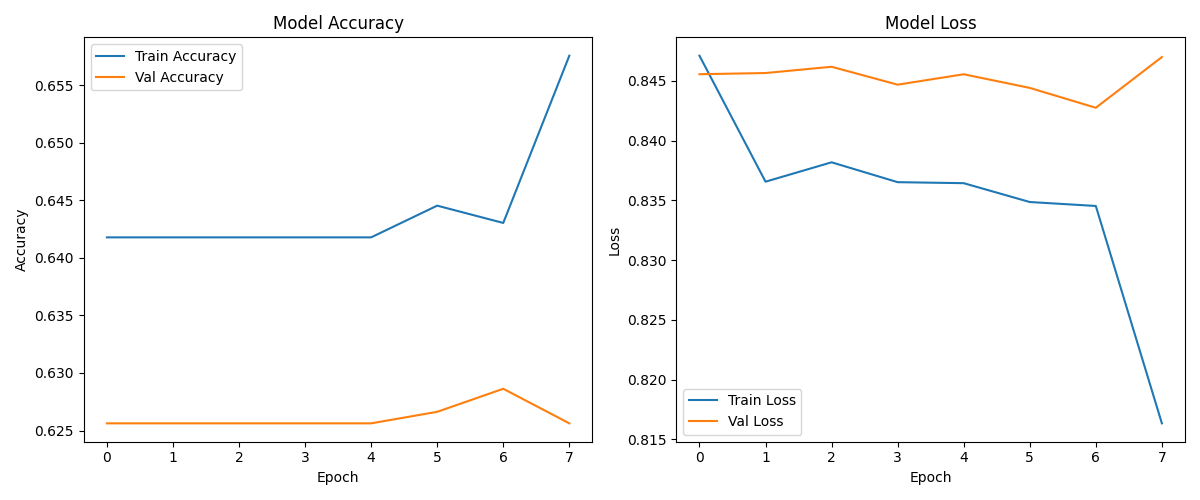 Model Accuracy
Train Accuracy
Val Accuracy
0.655
0.650
0.645
0.640
0.635
0.630
0.625
Accuracy
0 1 2 3 4 5 6 7
Epoch
Model Loss
0.845
0.840
0.835
0.830
0.825
0.820
0.815
Loss
Train Loss
Val Loss
0 1 2 3 4 5 6 7
Epoch